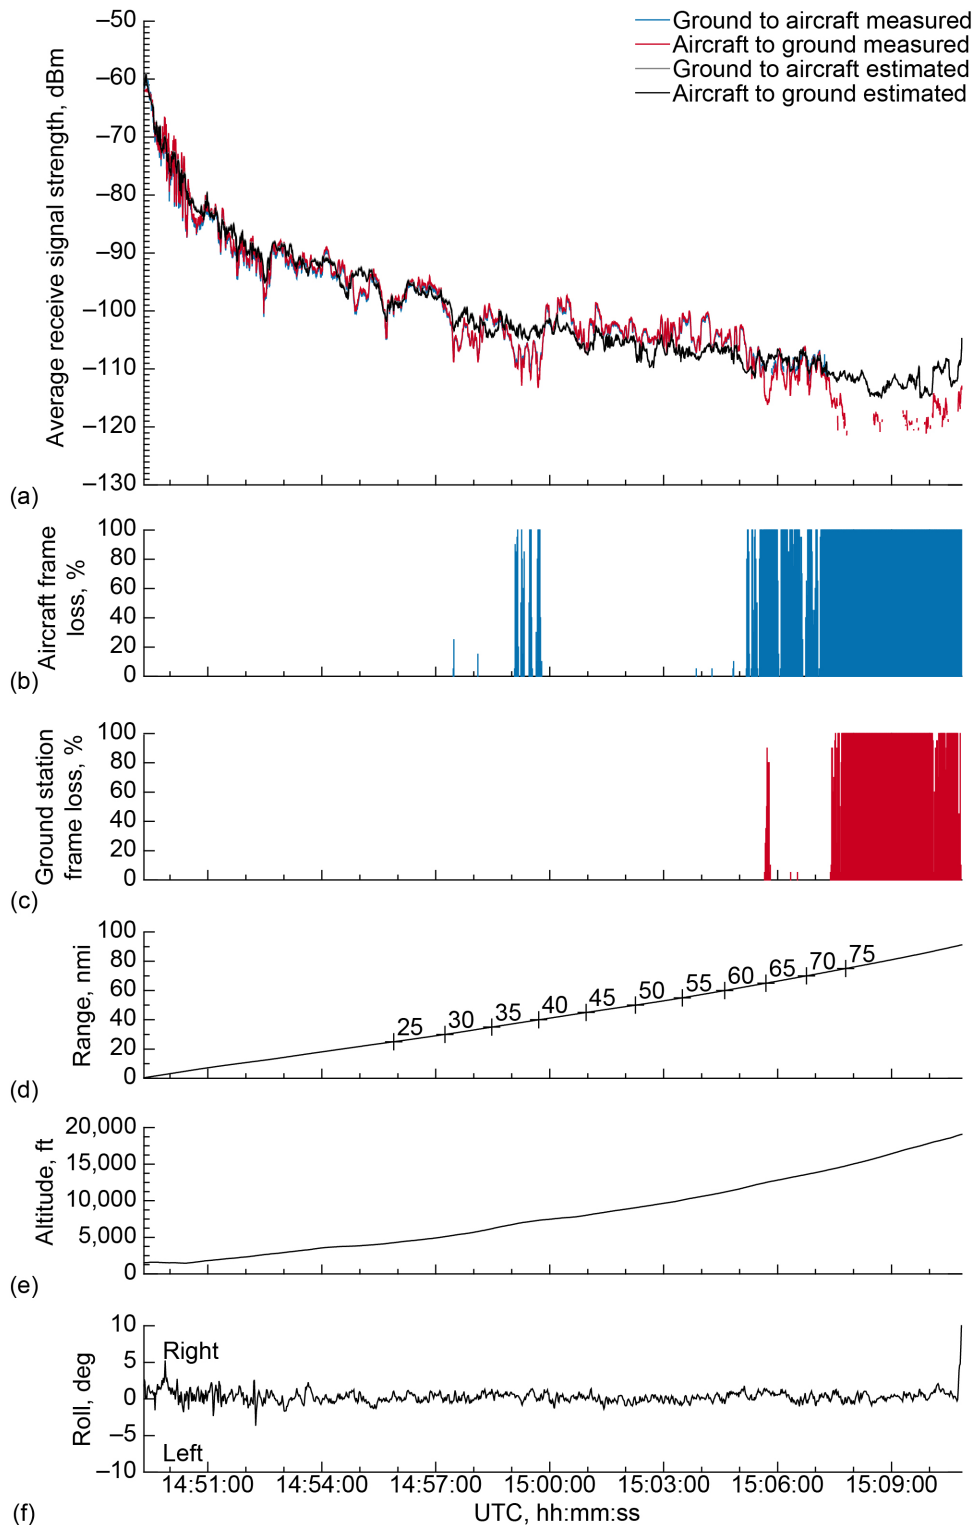 Ground to aircraft measured
Aircraft to ground measured
Ground to aircraft estimated
Aircraft to ground estimated
Average receive signal strength, dBm
–50
–60
–70
–80
–90
–100
–110
–120
–130
(a)
Aircraft frame
loss, %
100
80
60
40
20
0
(b)
Ground station
frame loss, %
100
80
60
40
20
0
(c)
Range, nmi
100
80
60
40
20
0
25 30 35 40 45 50 55 60 65 70 75
(d)
Altitude, ft
20,000
15,000
10,000
5,000
0
(e)
Roll, deg
10
5
0
–5
–10
Right
Left
14:51:00 14:54:00 14:57:00 15:00:00 15:03:00 15:06:00 15:09:00
UTC, hh:mm:ss
(f)